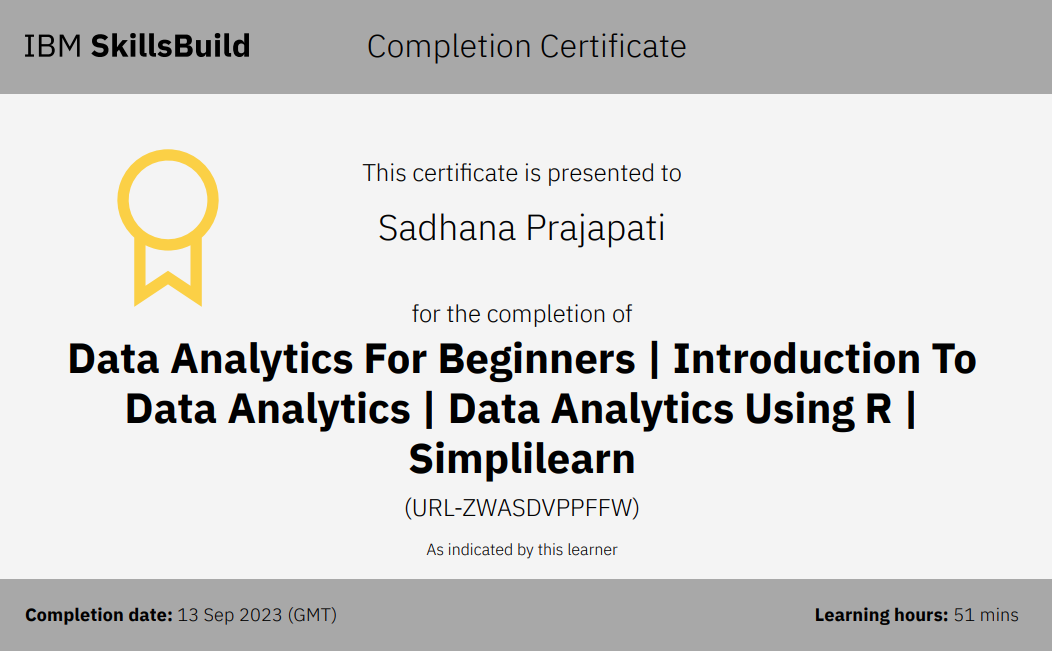 IBM SkillsBuild
Completion Certificate
This certificate is presented to
Sadhana Prajapati
for the completion of
Data Analytics For Beginners | Introduction To
Data Analytics | Data Analytics Using R |
Simplilearn
(URL-ZWASDVPPFFW)
As indicated by this learner
Completion date: 13 Sep 2023 (GMT)
Learning hours: 51 mins